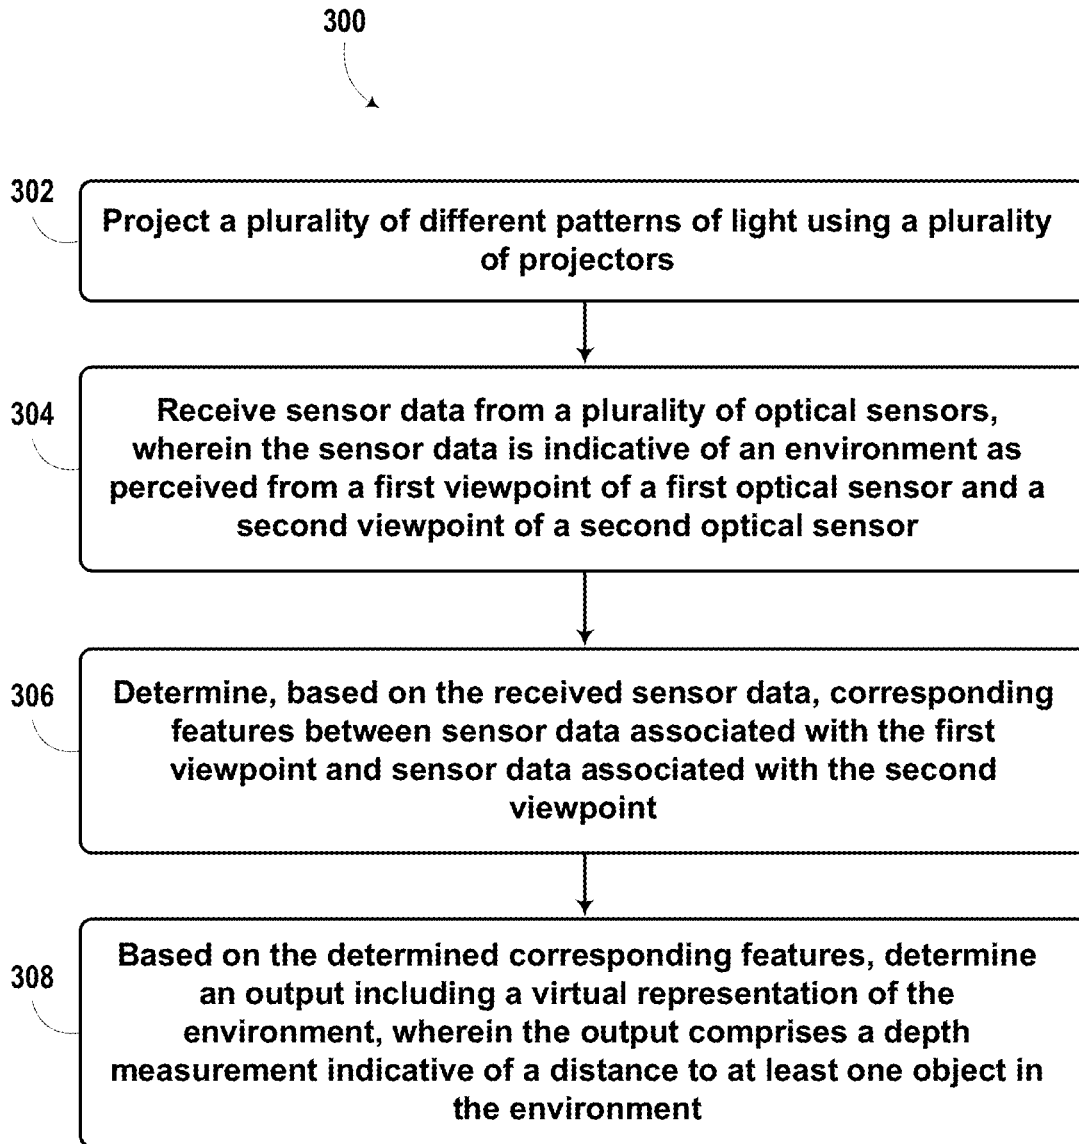 300
302
Project a plurality of different patterns of light using a plurality
of projectors
304
Receive sensor data from a plurality of optical sensors,
wherein the sensor data is indicative of an environment as
perceived from a first viewpoint of a first optical sensor and a
second viewpoint of a second optical sensor
306
Determine, based on the received sensor data, corresponding
features between sensor data associated with the first
viewpoint and sensor data associated with the second
viewpoint
308
Based on the determined corresponding features, determine
an output including a virtual representation of the
environment, wherein the output comprises a depth
measurement indicative of a distance to at least one object in
the environment